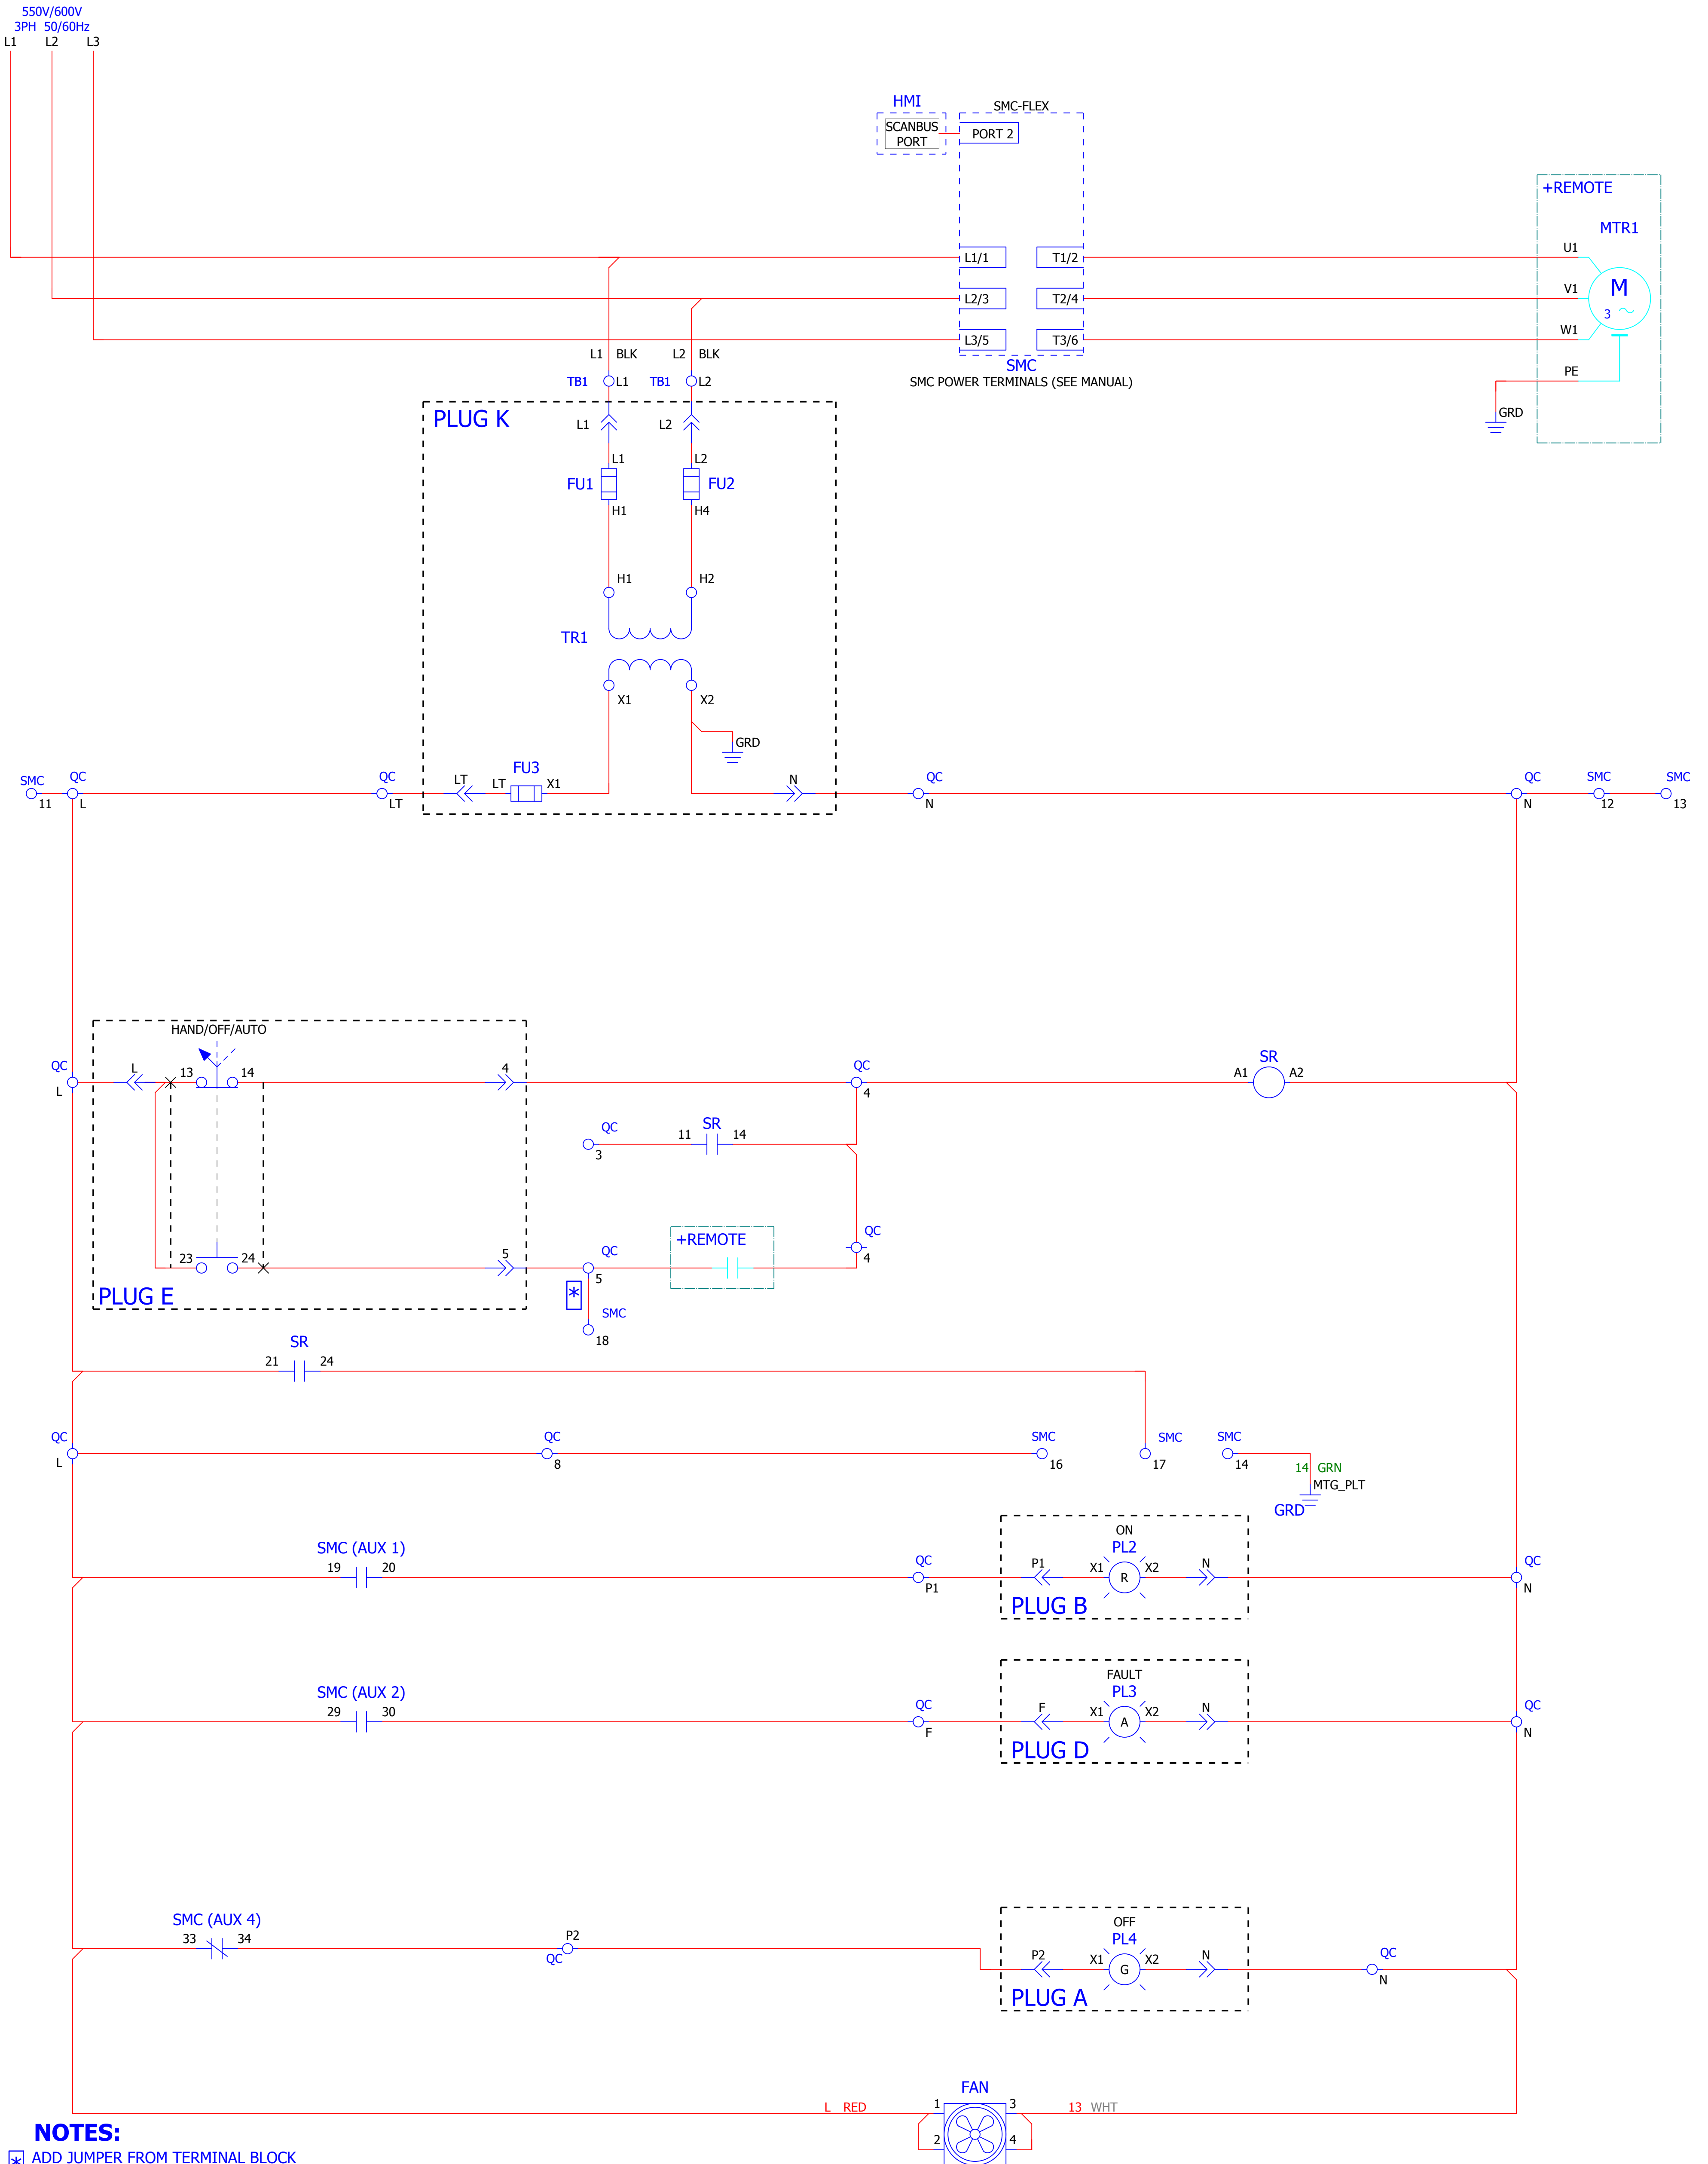 550V/600V
3PH 50/60Hz
L1 L2 L3
HMI
SCANBUS
PORT
SMC-FLEX
PORT 2
+REMOTE
MTR1
L1/1 T1/2 U1
L2/3 T2/4 V1
M
3
L3/5 T3/6 W1
SMC
SMC POWER TERMINALS (SEE MANUAL)
PE
GRD
L1 BLK L2 BLK
TB1 L1 TB1 L2
PLUG K
L1 L2
L1 L2
FU1 FU2
H1 H4
H1 H2
TR1
X1 X2
GRD
SMC QC QC LT LT FU3 X1 N QC QC SMC SMC
11 L LT N N 12 13
HAND/OFF/AUTO
QC L 13 14 4 QC SR
L 4 A1 A2
QC SR
3 11 14
+REMOTE
QC
4
23 24 5 QC
5
PLUG E
*
SMC
18
SR
21 24
QC QC SMC SMC SMC
L 8 16 17 14
14 GRN
MTG_PLT
GRD
ON
SMC (AUX 1) PL2
19 20 QC P1 X1 R X2 N QC
P1 N
PLUG B
FAULT
SMC (AUX 2) PL3
29 30 QC F X1 A X2 N QC
F N
PLUG D
OFF
SMC (AUX 4) PL4
33 34 P2 P2 X1 G X2 N QC
QC N
PLUG A
FAN
L RED 1 3 13 WHT
2 4
NOTES:
* ADD JUMPER FROM TERMINAL BLOCK